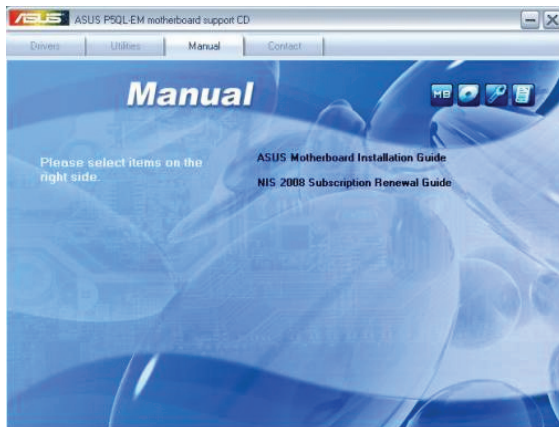 ASUS ASUS P5QL-EM motherboard support CD
Drivers Utilities Manual Contact
Manual
MB
Please select items on the
right side.
ASUS Motherboard Installation Guide
NIS 2008 Subscription Renewal Guide